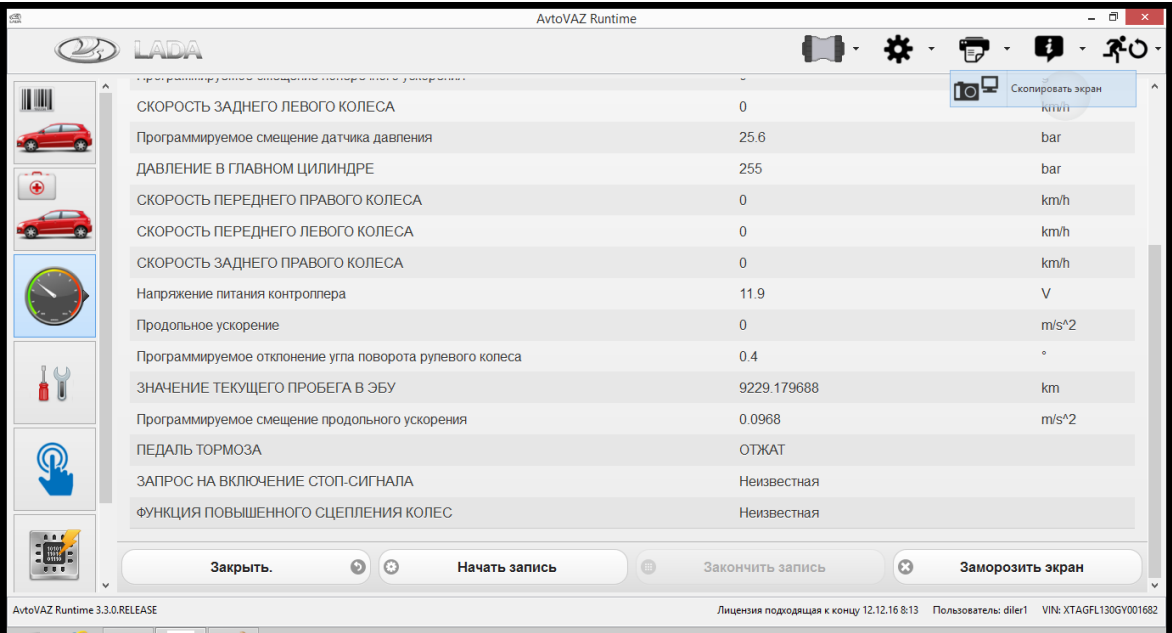 AvtoVAZ Runtime
LADA
Скопировать экран
СКОРОСТЬ ЗАДНЕГО ЛЕВОГО КОЛЕСА 0 km/h
Программируемое смещение датчика давления 25.6 bar
ДАВЛЕНИЕ В ГЛАВНОМ ЦИЛИНДРЕ 255 bar
СКОРОСТЬ ПЕРЕДНЕГО ПРАВОГО КОЛЕСА 0 km/h
СКОРОСТЬ ПЕРЕДНЕГО ЛЕВОГО КОЛЕСА 0 km/h
СКОРОСТЬ ЗАДНЕГО ПРАВОГО КОЛЕСА 0 km/h
Напряжение питания контроллера 11.9 V
Продольное ускорение 0 m/s^2
Программируемое отклонение угла поворота рулевого колеса 0.4 °
ЗНАЧЕНИЕ ТЕКУЩЕГО ПРОБЕГА В ЭБУ 9229.179688 km
Программируемое смещение продольного ускорения 0.0968 m/s^2
ПЕДАЛЬ ТОРМОЗА ОТЖАТ
ЗАПРОС НА ВКЛЮЧЕНИЕ СТОП-СИГНАЛА Неизвестная
ФУНКЦИЯ ПОВЫШЕННОГО СЦЕПЛЕНИЯ КОЛЕС Неизвестная
Закрыть. Начать запись Закончить запись Заморозить экран
AvtoVAZ Runtime 3.3.0.RELEASE Лицензия подходящая к концу 12.12.16 8:13 Пользователь: diler1 VIN: XTAGFL130GY001682